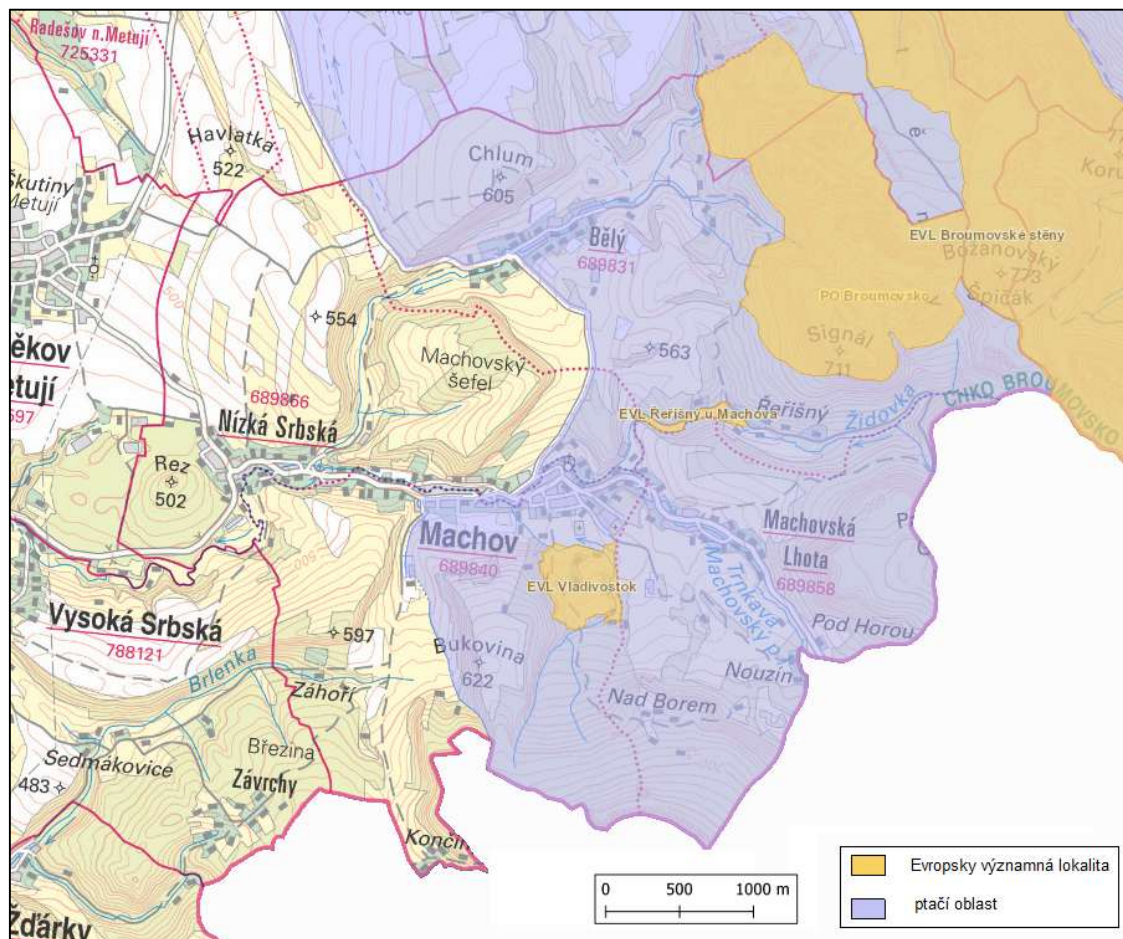 Radešov n.Metují
725331
Havlatka
522
Chlum
605
Škutiny
Metují
Bělý
689831
EVL Broumovské stěny
Božanovský
773
Špičák
PO Broumovsko
Signál
711
Koru
554
Machovský
šefel
563
ěkov
etují
697
689866
Nízká Srbská
Rez
502
EVL Řeřišný u Machova
Řeřišný
Židovka
CHKO BROUMOVSKO
500
Machov
689840
Machovská
Lhota
689858
EVL Vladivostok
Trnkava
Machovský p.
Pod Horou
Vysoká Srbská
788121
597
Bukovina
622
Nouzín
Nad Borem
Brlenka
Záhoří
Sedmákovice
Březina
Závrchy
483
Končin
Žďárky
0 500 1000 m
Evropsky významná lokalita
ptačí oblast